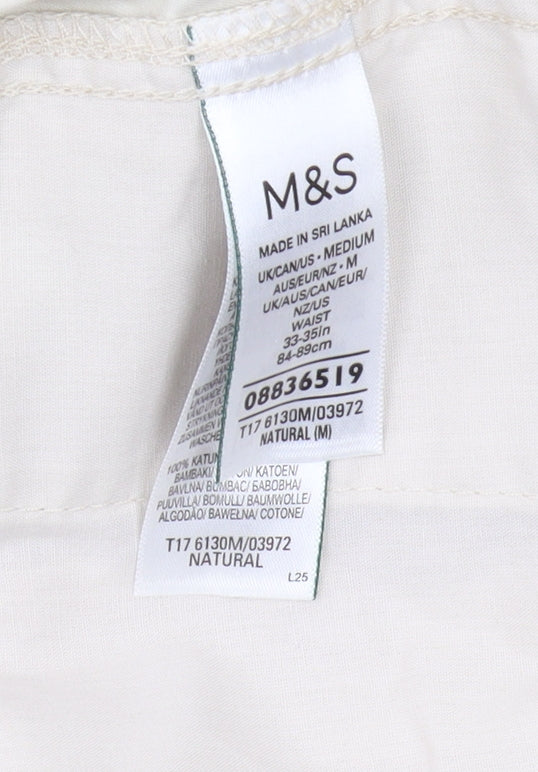 M&S
MADE IN SRI LANKA
UK/CAN/US • MEDIUM
AUS/EUR/NZ • M
UK/AUS/CAN/EUR/
NZ/US
WAIST
33-35in
84-89cm
08836519
T17 6130M/03972
NATURAL (M)
100% KATUN KATOEN/
BAMBAKI/ БАВОВНА/
BAVLNA/ BUMBAC/
PUUVILLA/ BOMULL/ BAUMWOLLE/
ALGODÃO/ BAWEŁNA/ COTONE/
T17 6130M/03972
NATURAL
L25